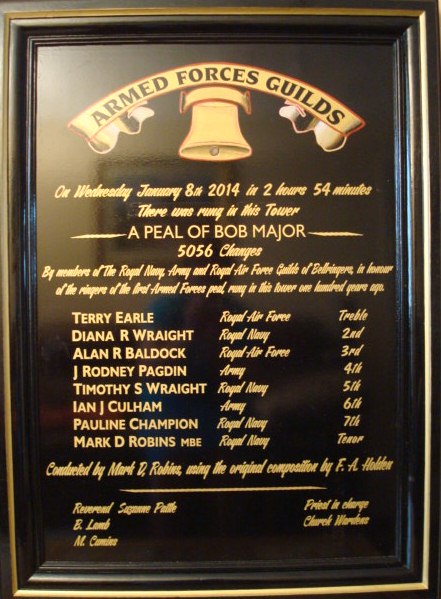 ARMED FORCES GUILDS
On Wednesday January 8th 2014 in 2 hours 54 minutes
There was rung in this Tower
A PEAL OF BOB MAJOR
5056 Changes
By members of The Royal Navy, Army and Royal Air Force Guilds of Bellringers, in honour
of the ringers of the first Armed Forces peal, rung in this tower one hundred years ago.
TERRY EARLE Royal Air Force Treble
DIANA R WRAIGHT Royal Navy 2nd
ALAN R BALDOCK Royal Air Force 3rd
J RODNEY PAGDIN Army 4th
TIMOTHY S WRAIGHT Royal Navy 5th
IAN J CULHAM Army 6th
PAULINE CHAMPION Royal Navy 7th
MARK D ROBINS MBE Royal Navy Tenor
Conducted by Mark D, Robins, using the original composition by F. A. Holden
Reverend Suzanne Pattle Priest in charge
B. Lamb Church Wardens
M. Cumins